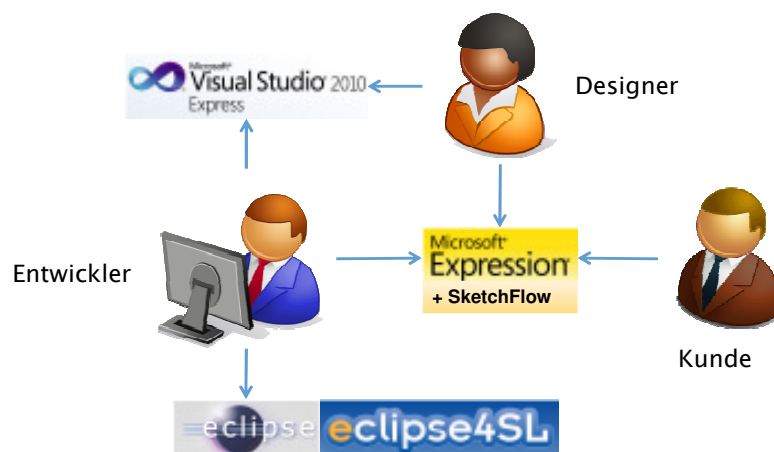 Microsoft
Visual Studio 2010
Express
Designer
Entwickler
Microsoft
Expression
+ SketchFlow
Kunde
eclipse
eclipse4SL